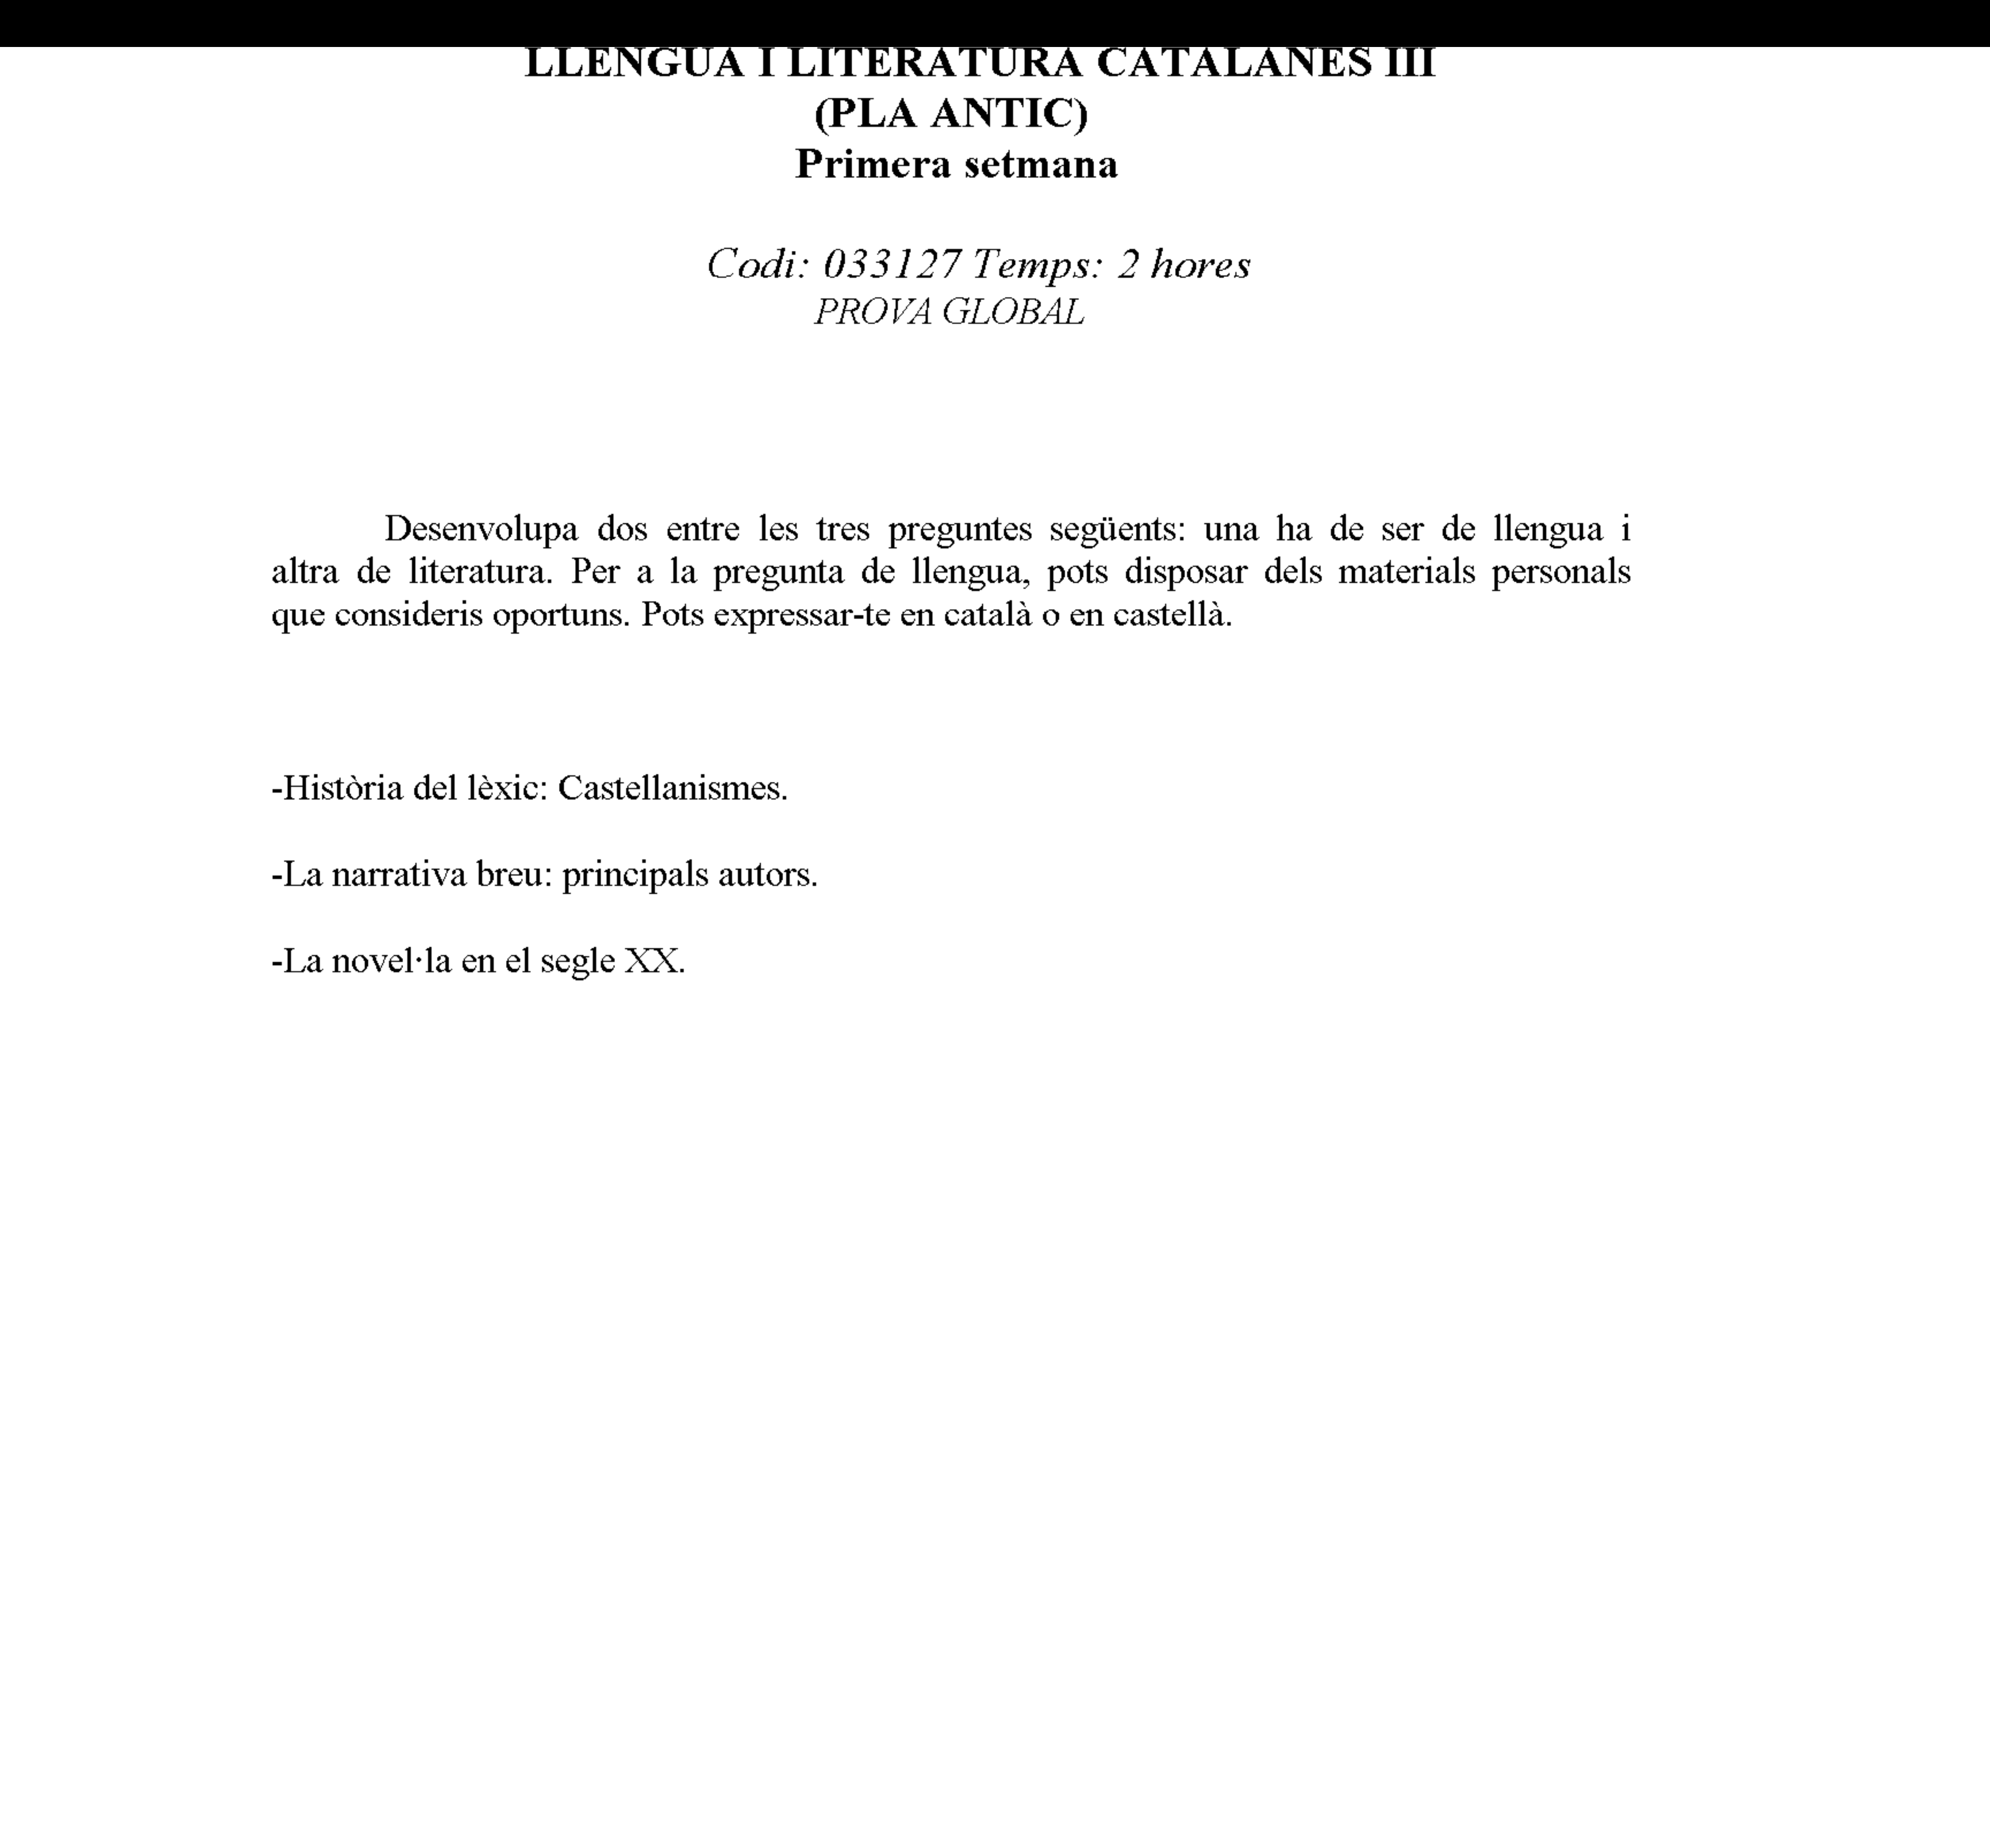 LLENGUA I LITERATURA CATALANES III
(PLA ANTIC)
Primera setmana
Codi: 033127 Temps: 2 hores
PROVA GLOBAL
Desenvolupa dos entre les tres preguntes següents: una ha de ser de llengua i
altra de literatura. Per a la pregunta de llengua, pots disposar dels materials personals
que consideris oportuns. Pots expressar-te en català o en castellà.
-Història del lèxic: Castellanismes.
-La narrativa breu: principals autors.
-La novel·la en el segle XX.